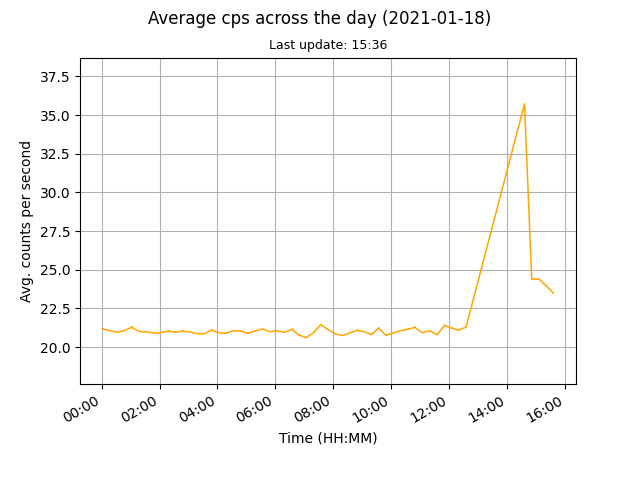 Average cps across the day (2021-01-18)
Last update: 15:36
37.5
35.0
32.5
30.0
27.5
25.0
22.5
20.0
Avg. counts per second
00:00 02:00 04:00 06:00 08:00 10:00 12:00 14:00 16:00
Time (HH:MM)